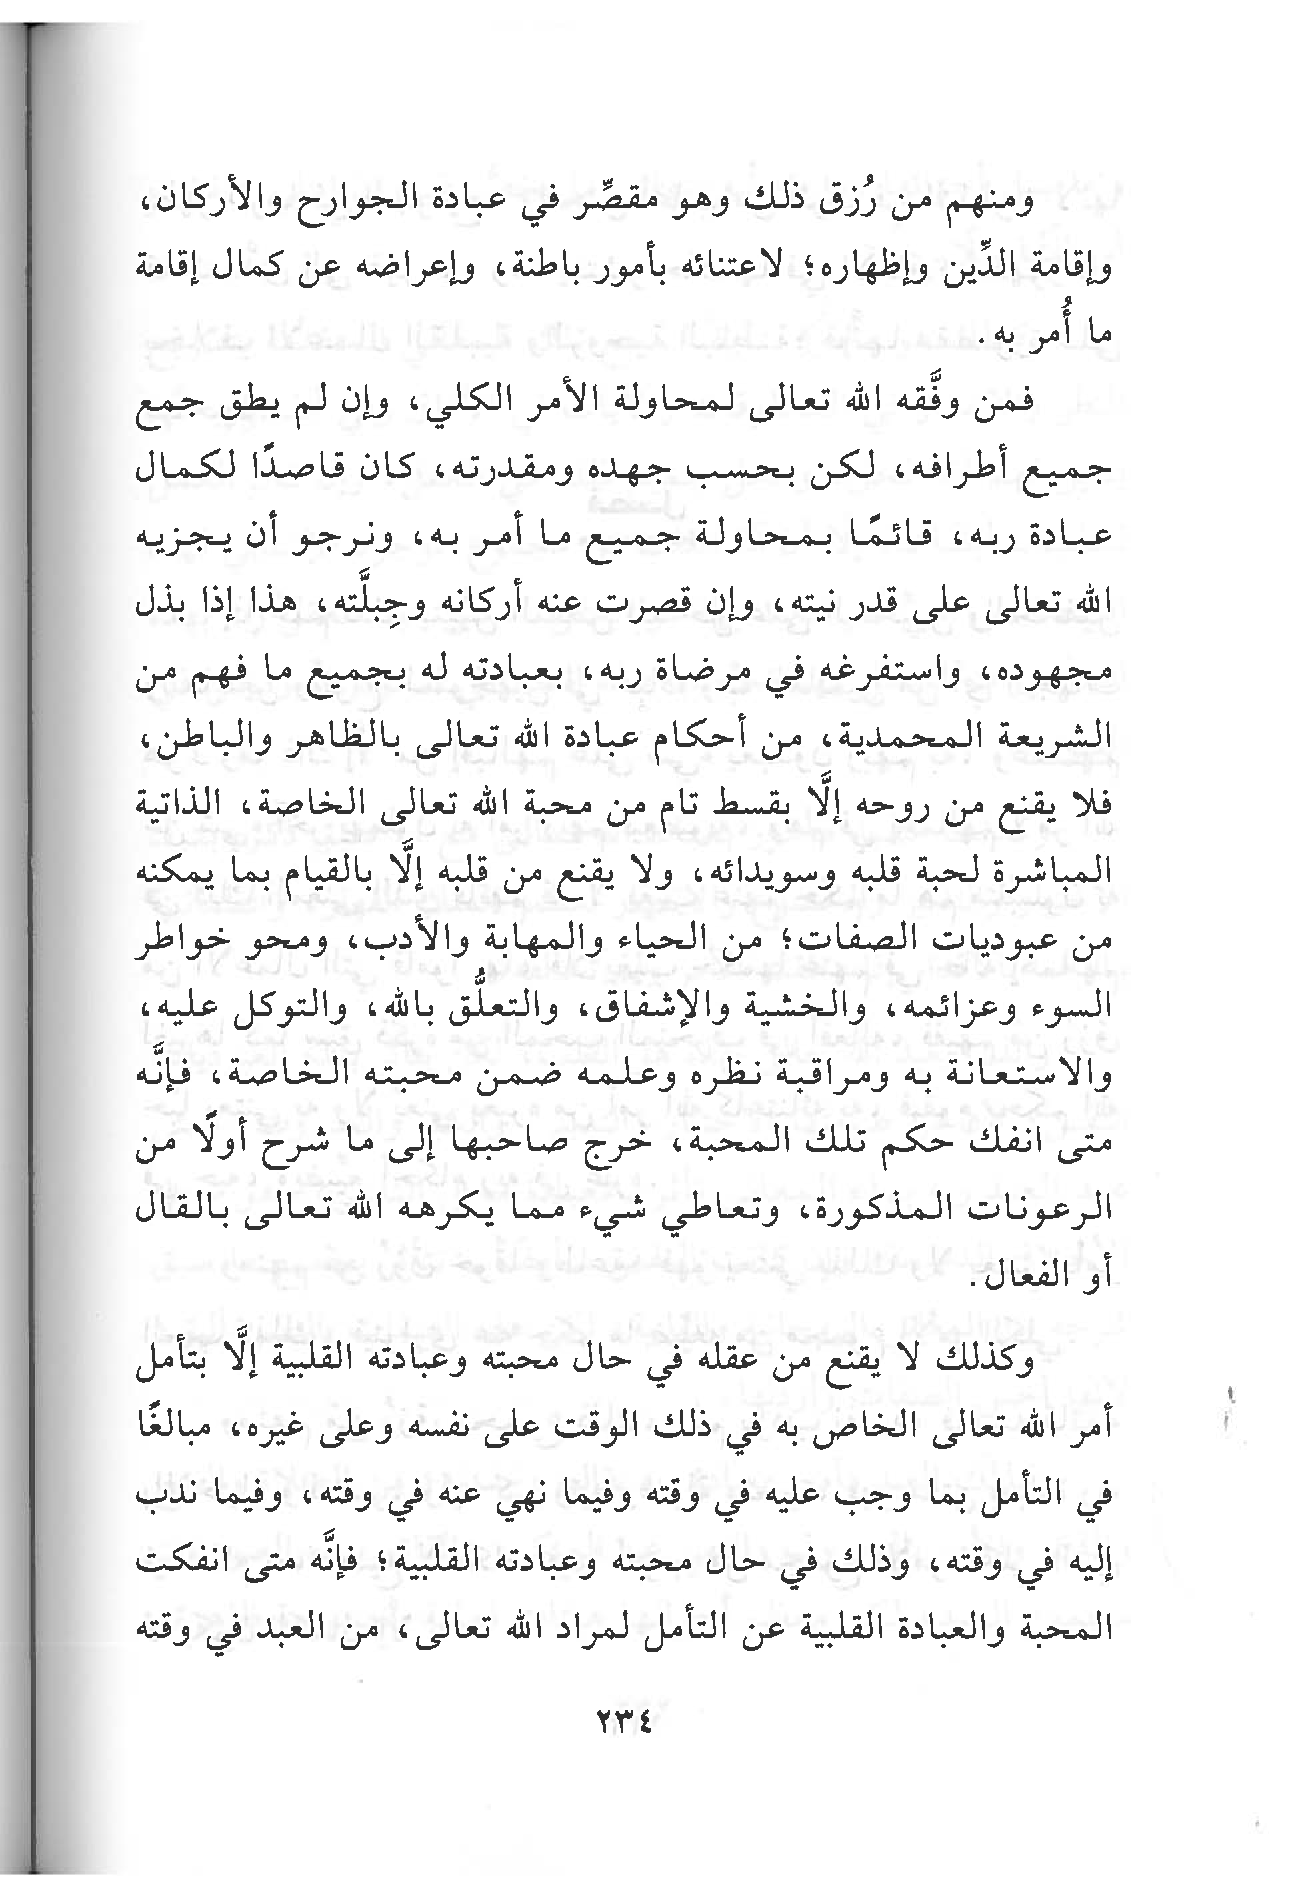 ومنهم من رُزق ذلك وهو مقصِّر في عبادة الجوارح والأركان،
وإقامة الدِّين وإظهاره؛ لاعتنائه بأمور باطنة، وإعراضه عن كمال إقامة
ما أُمر به.
فمن وفَّقه الله تعالى لمحاولة الأمر الكلي، وإن لم يطق جمع
جميع أطرافه، لكن بحسب جهده ومقدرته، كان قاصدًا لكمال
عبادة ربه، قائمًا بمحاولة جميع ما أمر به، ونرجو أن يجزيه
الله تعالى على قدر نيته، وإن قصرت عنه أركانه وجِبلَّته، هذا إذا بذل
مجهوده، واستفرغه في مرضاة ربه، بعبادته له بجميع ما فهم من
الشريعة المحمدية، من أحكام عبادة الله تعالى بالظاهر والباطن،
فلا يقنع من روحه إلَّا بقسط تام من محبة الله تعالى الخاصة، الذاتية
المباشرة لحبة قلبه وسويدائه، ولا يقنع من قلبه إلَّا بالقيام بما يمكنه
من عبوديات الصفات؛ من الحياء والمهابة والأدب، ومحو خواطر
السوء وعزائمه، والخشية والإشفاق، والتعلُّق بالله، والتوكل عليه،
والاستعانة به ومراقبة نظره وعلمه ضمن محبته الخاصة، فإنَّه
متى انفك حكم تلك المحبة، خرج صاحبها إلى ما شرح أولًا من
الرعونات المذكورة، وتعاطي شيء مما يكرهه الله تعالى بالقال
أو الفعال.
وكذلك لا يقنع من عقله في حال محبته وعبادته القلبية إلَّا بتأمل
أمر الله تعالى الخاص به في ذلك الوقت على نفسه وعلى غيره، مبالغًا
في التأمل بما وجب عليه في وقته وفيما نهي عنه في وقته، وفيما ندب
إليه في وقته، وذلك في حال محبته وعبادته القلبية؛ فإنَّه متى انفكت
المحبة والعبادة القلبية عن التأمل لمراد الله تعالى، من العبد في وقته
٢٣٤